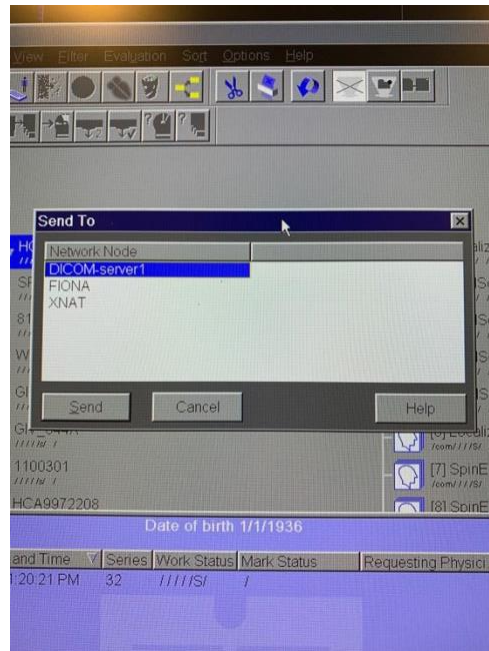 View Filter Evaluation Sort Options Help
Send To
Network Node
DICOM-server1
FIONA
XNAT
Send Cancel Help
/com/ / / /S/
1100301
[7] SpinE
/com/ / / /S/
HCA9972208
[8] SpinE
Date of birth 1/1/1936
and Time Series Work Status Mark Status Requesting Physici
1:20:21 PM 32 / / / / /S/ /